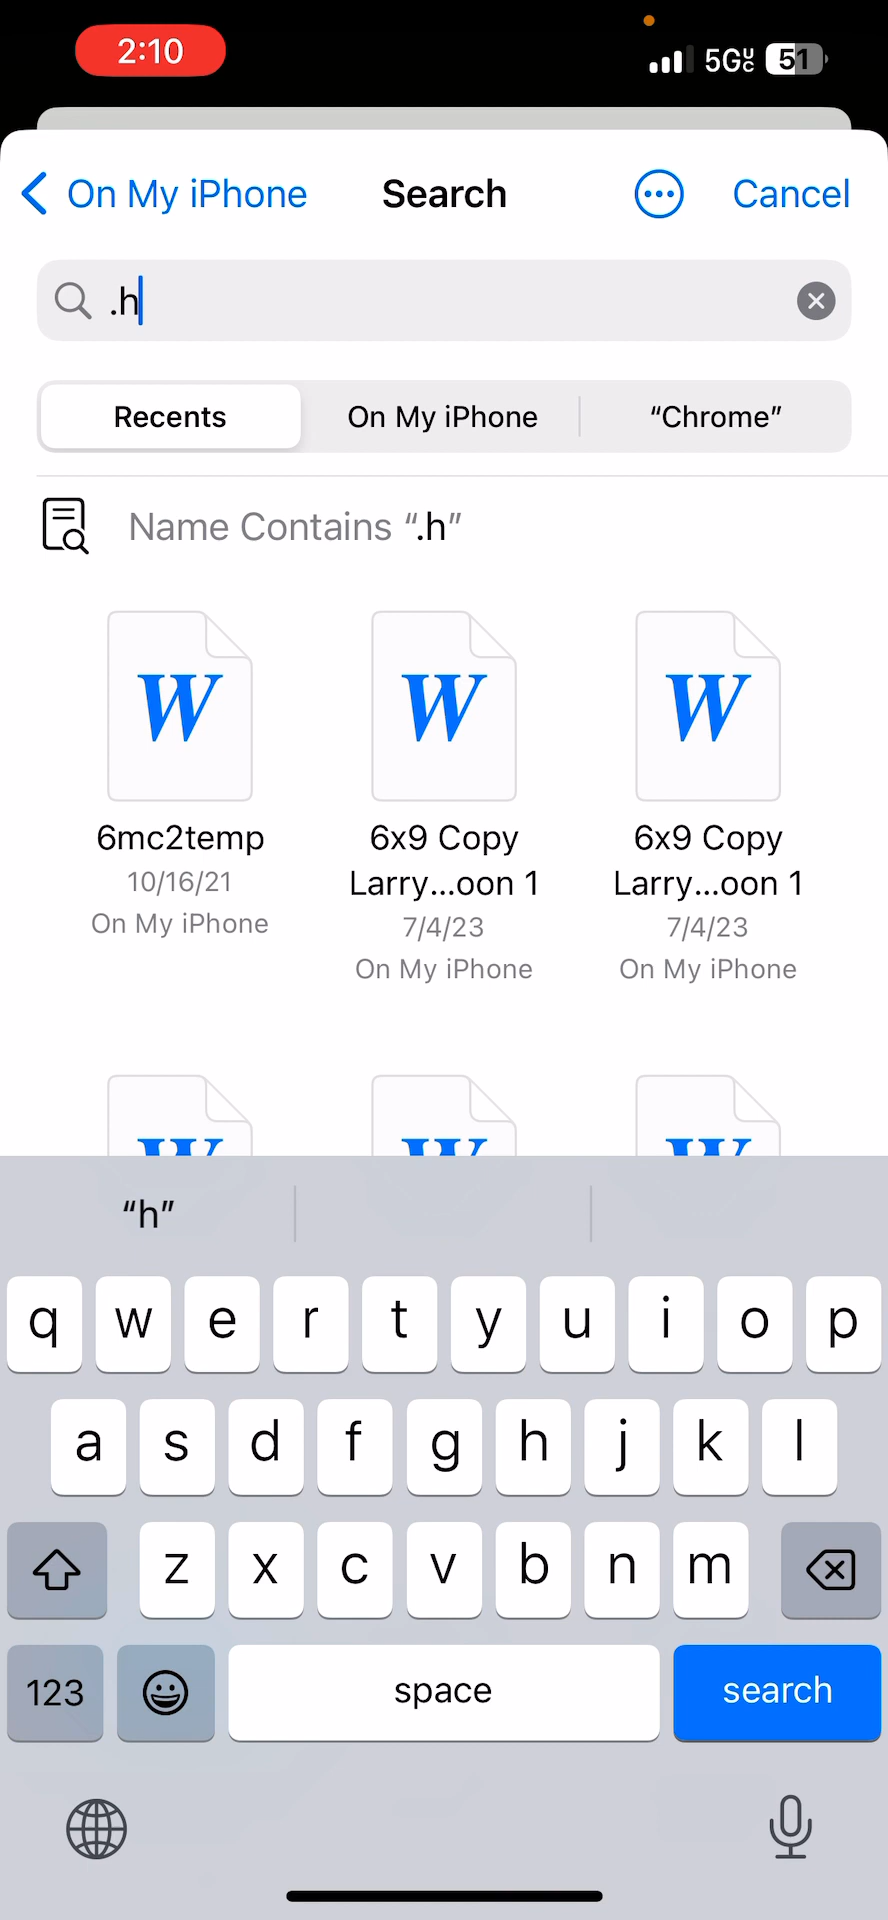 2:10
5GUC 51
On My iPhone Search Cancel
.h
Recents On My iPhone “Chrome”
Name Contains “.h”
W W W
6mc2temp
10/16/21
On My iPhone
6x9 Copy
Larry...oon 1
7/4/23
On My iPhone
6x9 Copy
Larry...oon 1
7/4/23
On My iPhone
W W W
“h”
q w e r t y u i o p
a s d f g h j k l
z x c v b n m
123 space search